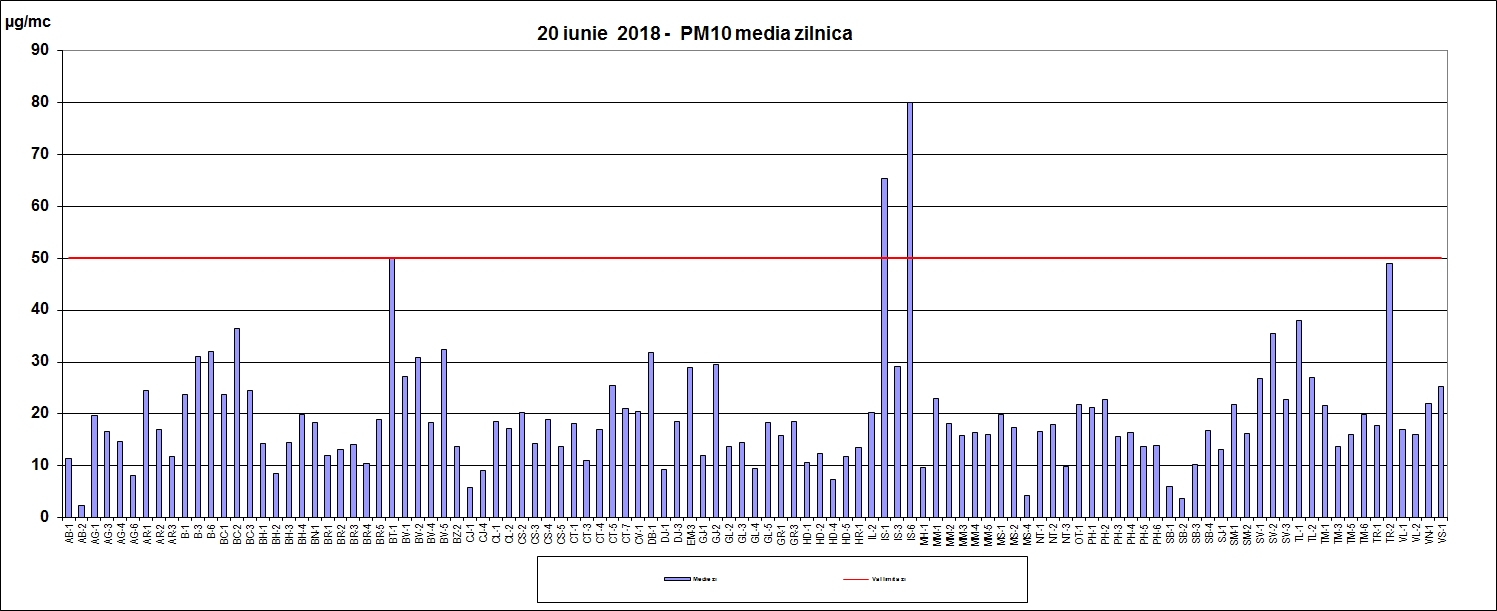 µg/mc
20 iunie 2018 - PM10 media zilnica
90
80
70
60
50
40
30
20
10
0
AB-1 AB-2 AG-1 AG-3 AG-4 AG-6 AR-1 AR-2 AR-3 B-1 B-3 B-6 BC-1 BC-2 BC-3 BH-1 BH-2 BH-3 BH-4 BN-1 BR-1 BR-2 BR-3 BR-4 BR-5 BT-1 BV-1 BV-2 BV-4 BV-5 BZ-2 CJ-1 CJ-4 CL-1 CL-2 CS-2 CS-3 CS-4 CS-5 CT-1 CT-3 CT-4 CT-5 CT-7 CV-1 DB-1 DJ-1 DJ-3 EM-3 GJ-1 GJ-2 GL-2 GL-3 GL-4 GL-5 GR-1 GR-3 HD-1 HD-2 HD-4 HD-5 HR-1 IL-2 IS-1 IS-3 IS-6 MH-1 MM-1 MM-2 MM-3 MM-4 MM-5 MS-1 MS-2 MS-4 NT-1 NT-2 NT-3 OT-1 PH-1 PH-2 PH-3 PH-4 PH-5 PH-6 SB-1 SB-2 SB-3 SB-4 SJ-1 SM-1 SM-2 SV-1 SV-2 SV-3 TL-1 TL-2 TM-1 TM-3 TM-5 TM-6 TR-1 TR-2 VL-1 VL-2 VN-1 VS-1
Media zi Val limita zi